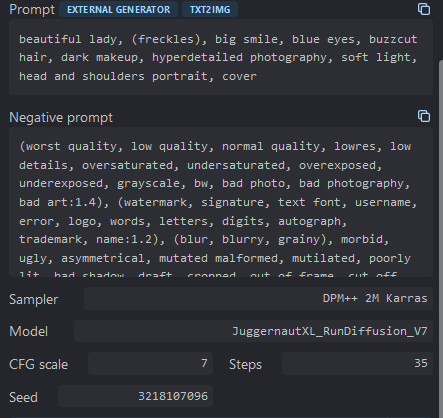 Prompt EXTERNAL GENERATOR TXT2IMG
beautiful lady, (freckles), big smile, blue eyes, buzzcut
hair, dark makeup, hyperdetailed photography, soft light,
head and shoulders portrait, cover
Negative prompt
(worst quality, low quality, normal quality, lowres, low
details, oversaturated, undersaturated, overexposed,
underexposed, grayscale, bw, bad photo, bad photography,
bad art:1.4), (watermark, signature, text font, username,
error, logo, words, letters, digits, autograph,
trademark, name:1.2), (blur, blurry, grainy), morbid,
ugly, asymmetrical, mutated malformed, mutilated, poorly
lit, bad shadow, draft, cropped, out of frame, cut off,
Sampler DPM++ 2M Karras
Model JuggernautXL_RunDiffusion_V7
CFG scale 7 Steps 35
Seed 3218107096